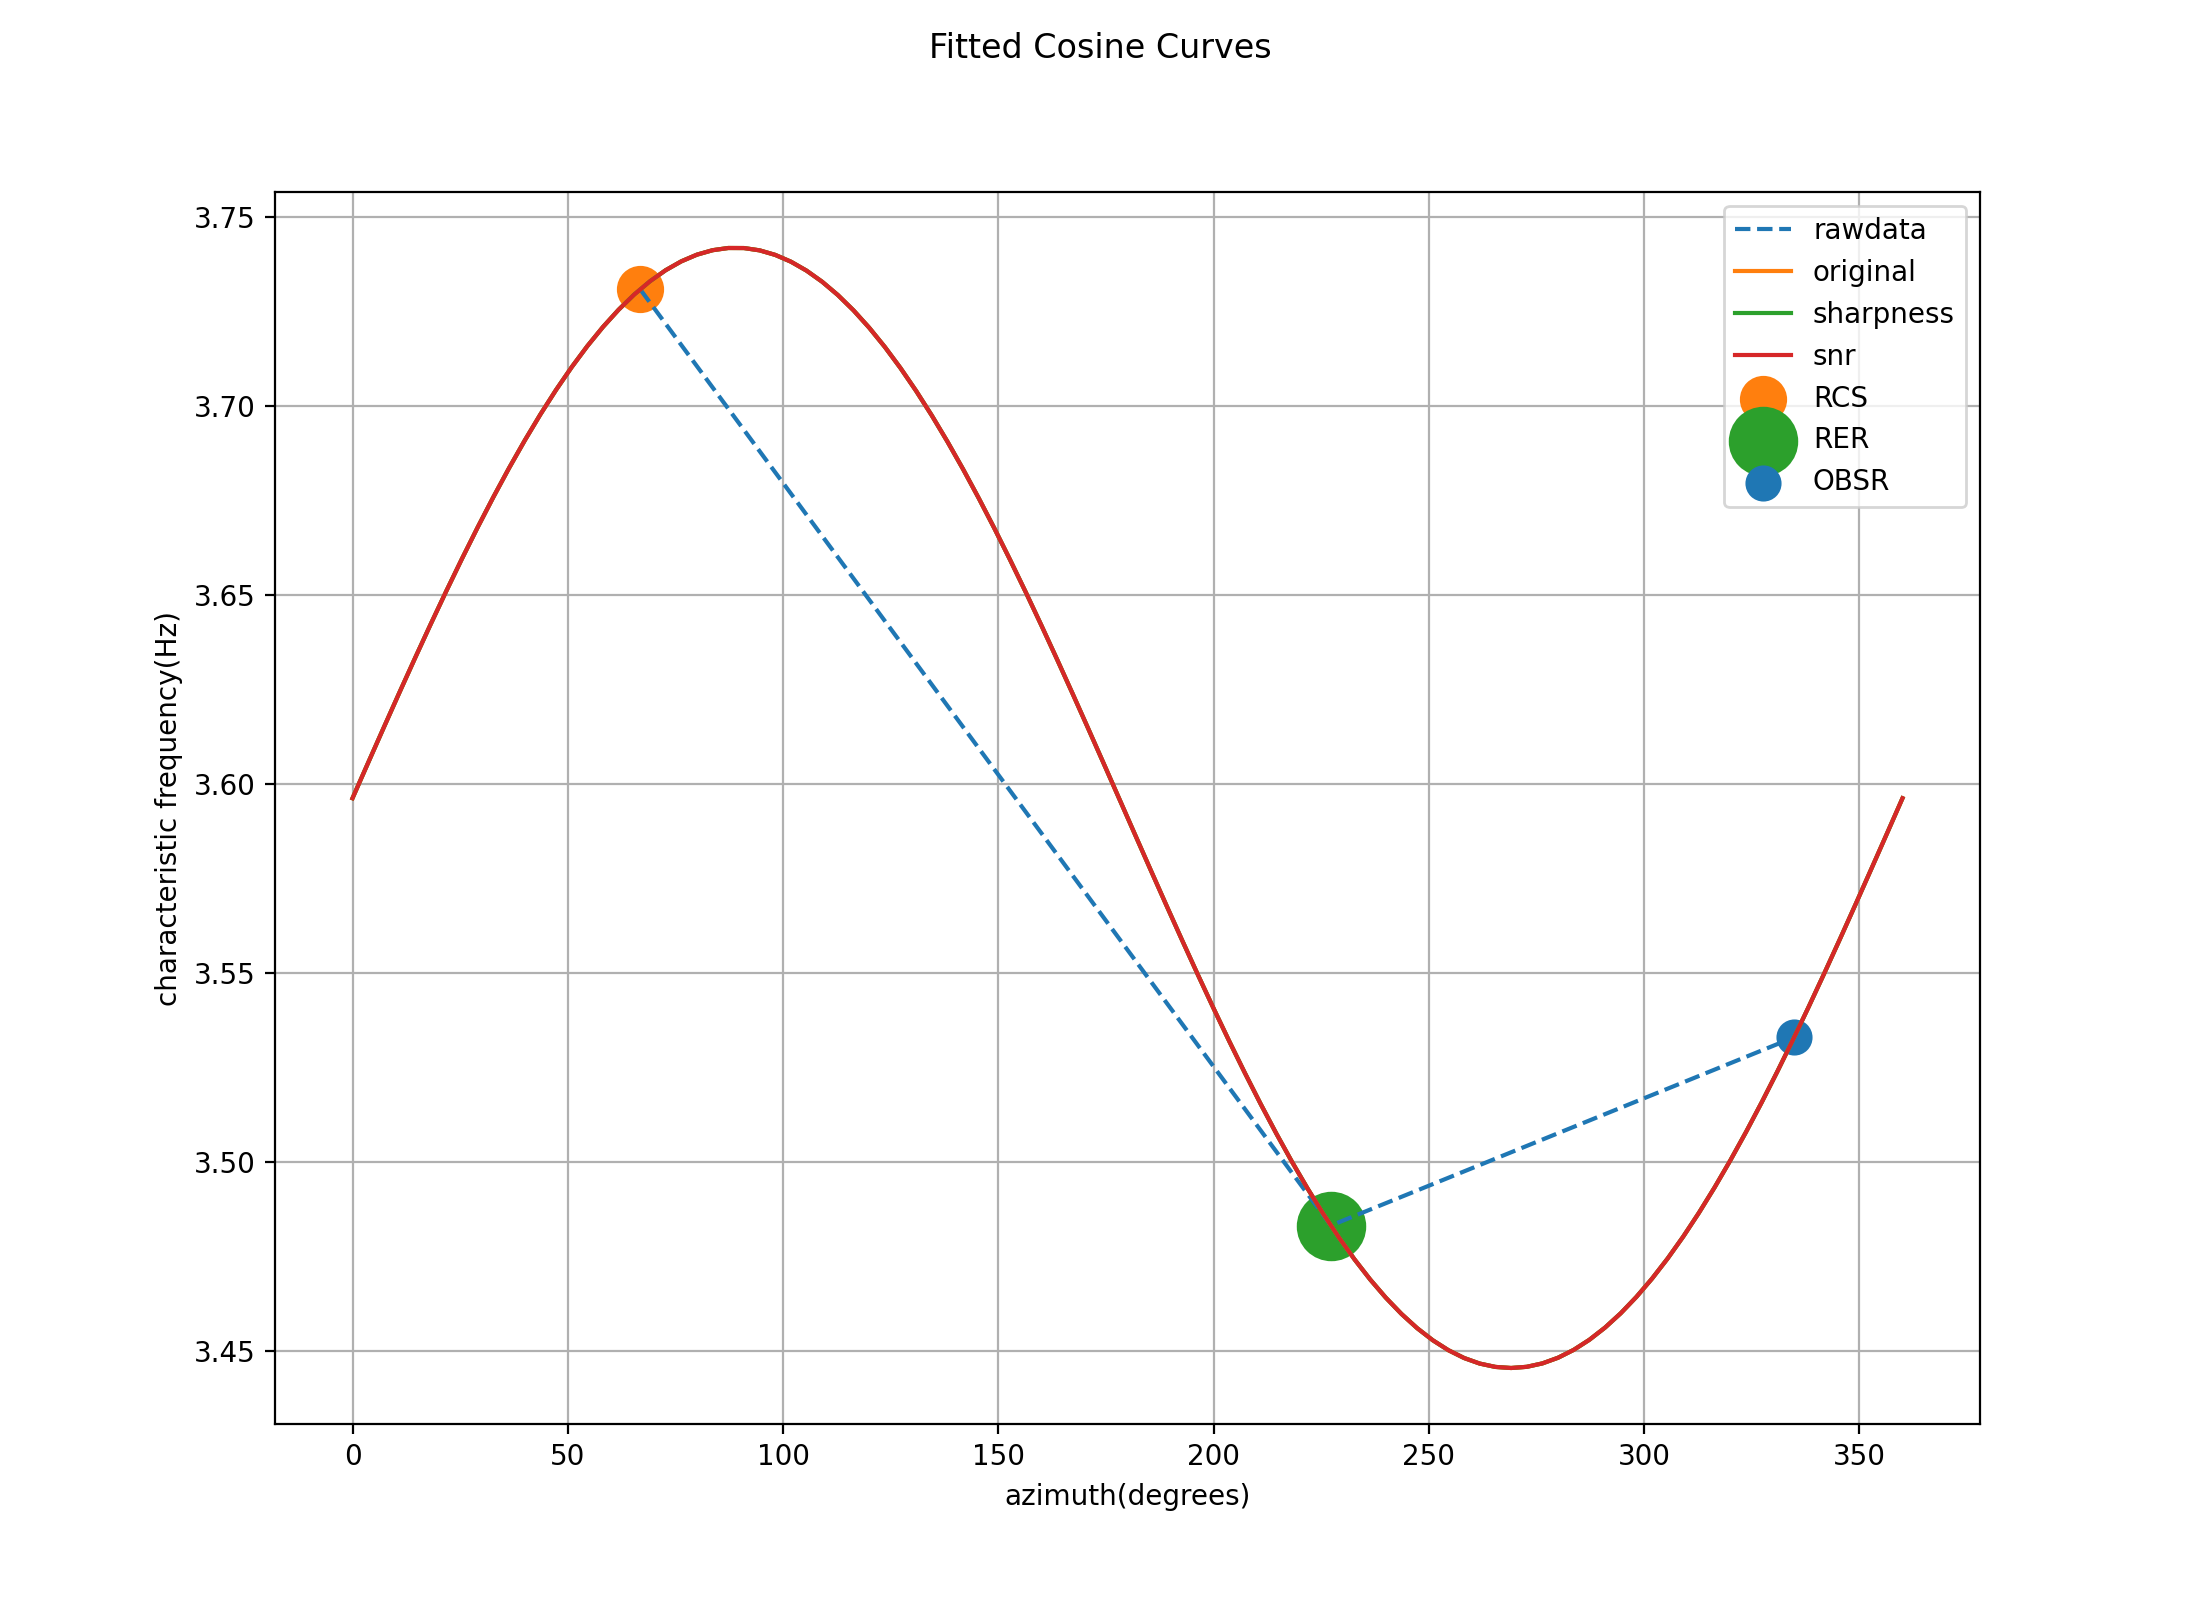 Fitted Cosine Curves
3.75
3.70
3.65
3.60
3.55
3.50
3.45
characteristic frequency(Hz)
rawdata
original
sharpness
snr
RCS
RER
OBSR
0 50 100 150 200 250 300 350
azimuth(degrees)